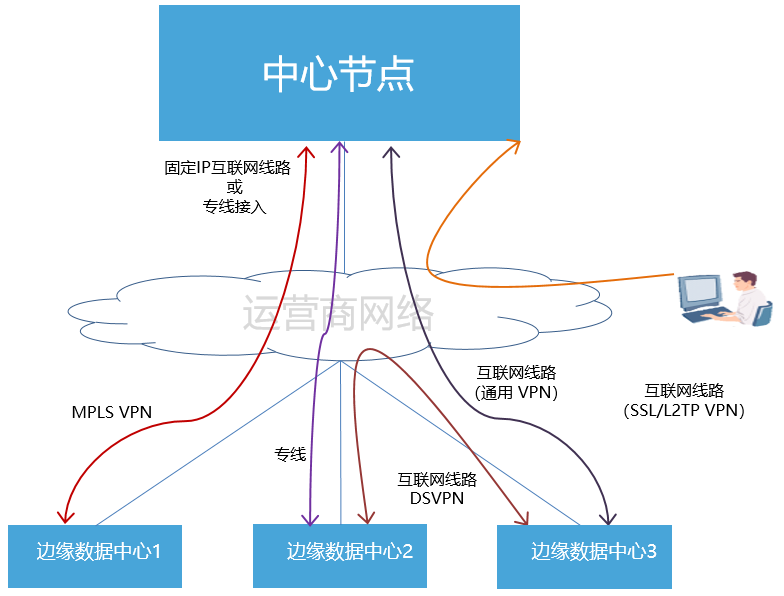 中心节点
固定IP互联网线路
或
专线接入
运营商网络
互联网线路
(通用 VPN)
互联网线路
(SSL/L2TP VPN)
MPLS VPN
专线
互联网线路
DSVPN
边缘数据中心1
边缘数据中心2
边缘数据中心3